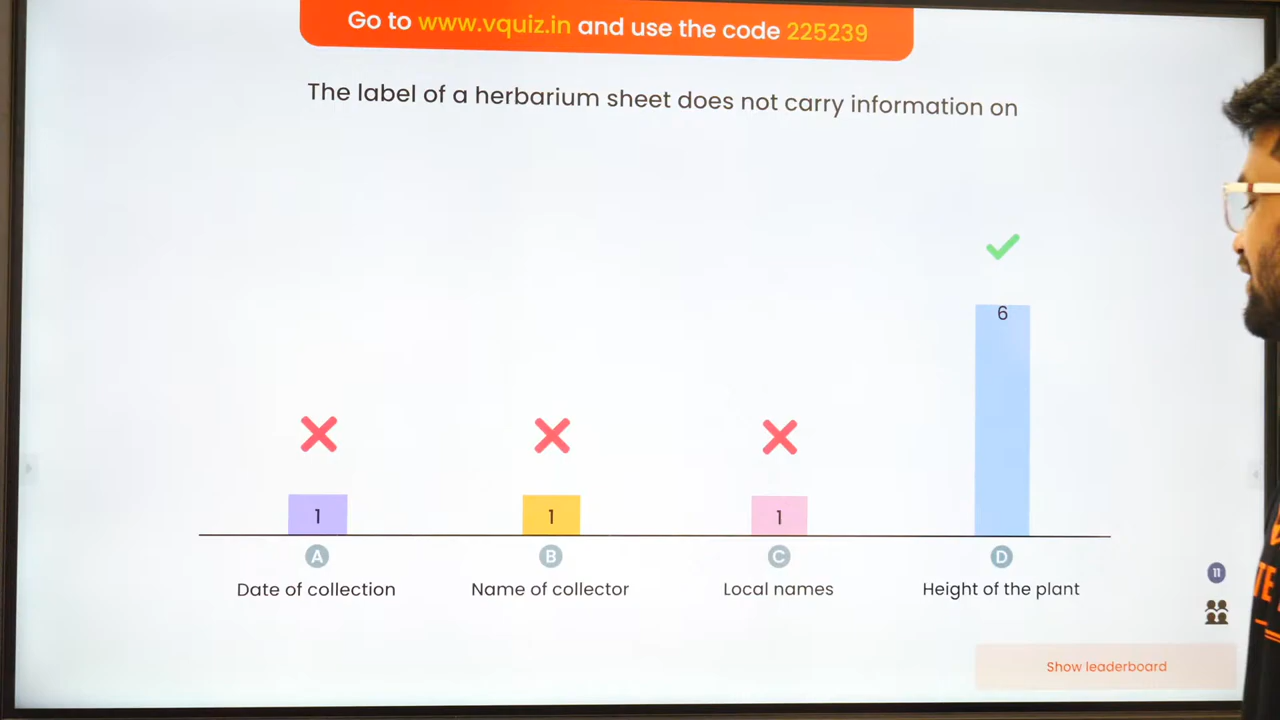 Go to www.vquiz.in and use the code 225239
The label of a herbarium sheet does not carry information on
6
1
1
1
A
B
C
D
Date of collection
Name of collector
Local names
Height of the plant
11
Show leaderboard